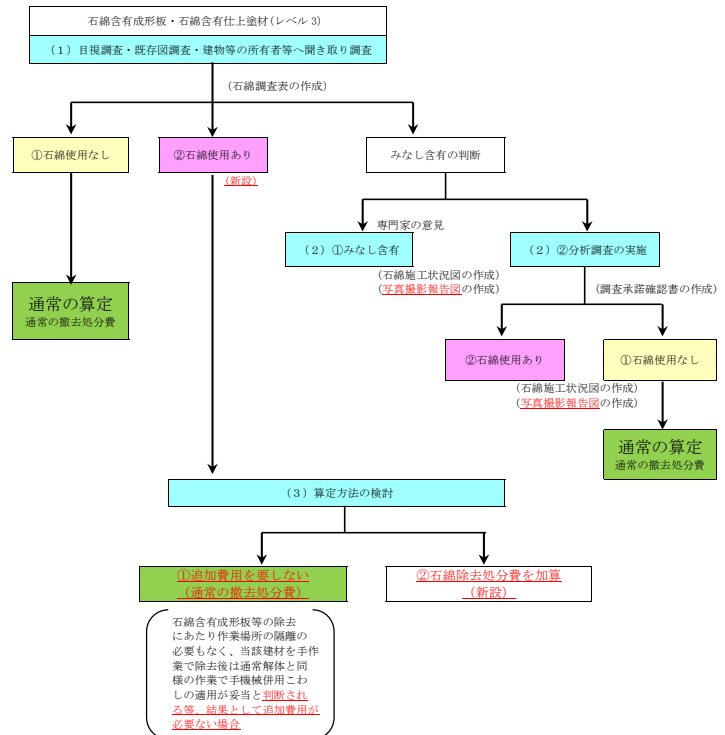 石綿含有成形板・石綿含有仕上塗材(レベル3)
（１）目視調査・既存図調査・建物等の所有者等へ聞き取り調査
(石綿調査表の作成)
①石綿使用なし
②石綿使用あり
みなし含有の判断
(新設)
専門家の意見
（２）①みなし含有
（２）②分析調査の実施
(石綿施工状況図の作成)
(写真撮影報告図の作成)
(調査承諾確認書の作成)
通常の算定
通常の撤去処分費
②石綿使用あり
①石綿使用なし
(石綿施工状況図の作成)
(写真撮影報告図の作成)
通常の算定
通常の撤去処分費
（３）算定方法の検討
①追加費用を要しない
（通常の撤去処分費）
②石綿除去処分費を加算
（新設）
石綿含有成形板等の除去
にあたり作業場所の隔離の
必要もなく、当該建材を手作
業で除去後は通常解体と同
様の作業で手機械併用こわ
しの適用が妥当と判断され
る等、結果として追加費用が
必要ない場合